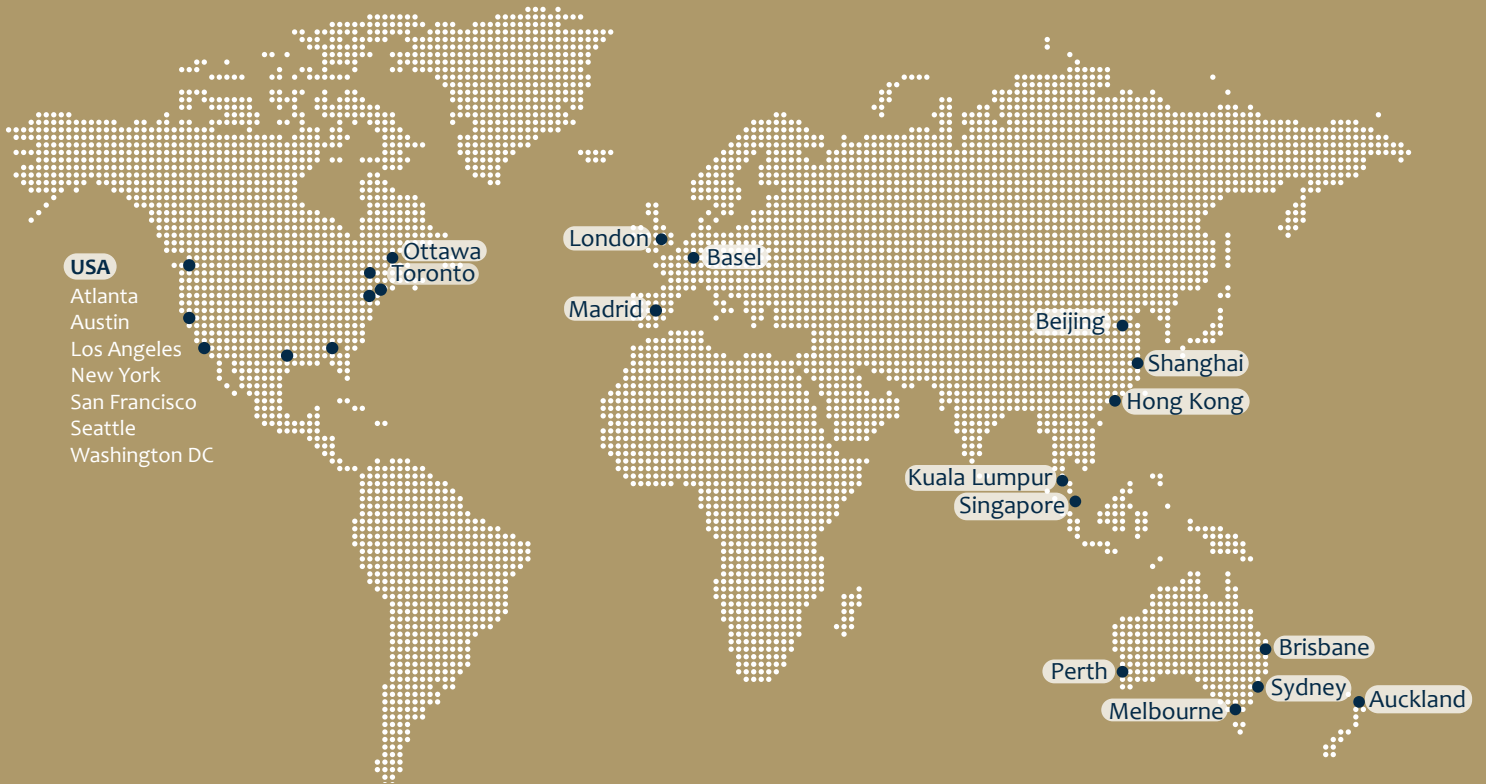 USA
Atlanta
Austin
Los Angeles
New York
San Francisco
Seattle
Washington DC
Ottawa
Toronto
London
Basel
Madrid
Beijing
Shanghai
Hong Kong
Kuala Lumpur
Singapore
Brisbane
Perth
Sydney
Auckland
Melbourne